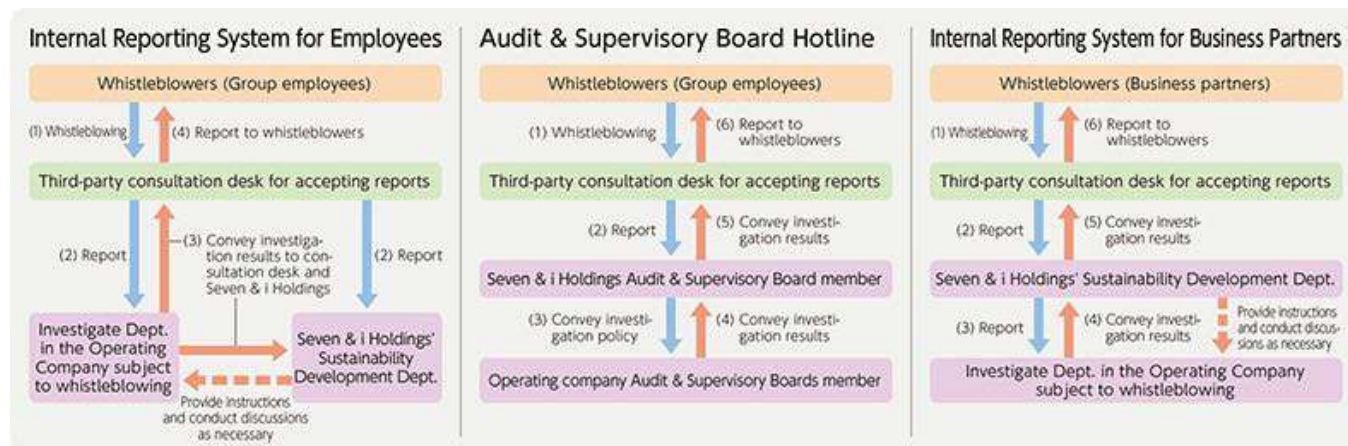 Internal Reporting System for Employees
Whistleblowers (Group employees)
(1) Whistleblowing
(4) Report to whistleblowers
Third-party consultation desk for accepting reports
(2) Report
(3) Convey investiga-
tion results to con-
sultation desk and
Seven & i Holdings
(2) Report
Investigate Dept.
in the Operating
Company subject
to whistleblowing
Seven & i Holdings'
Sustainability
Development Dept.
Provide instructions
and conduct discussions
as necessary
Audit & Supervisory Board Hotline
Whistleblowers (Group employees)
(1) Whistleblowing
(6) Report to
whistleblowers
Third-party consultation desk for accepting reports
(2) Report
(5) Convey investi-
gation results
Seven & i Holdings Audit & Supervisory Board member
(3) Convey investi-
gation policy
(4) Convey investi-
gation results
Operating company Audit & Supervisory Boards member
Internal Reporting System for Business Partners
Whistleblowers (Business partners)
(1) Whistleblowing
(6) Report to
whistleblowers
Third-party consultation desk for accepting reports
(2) Report
(5) Convey investi-
gation results
Seven & i Holdings' Sustainability Development Dept.
(3) Report
(4) Convey investi-
gation results
Provide instructions
and conduct discus-
sions as necessary
Investigate Dept. in the Operating Company
subject to whistleblowing